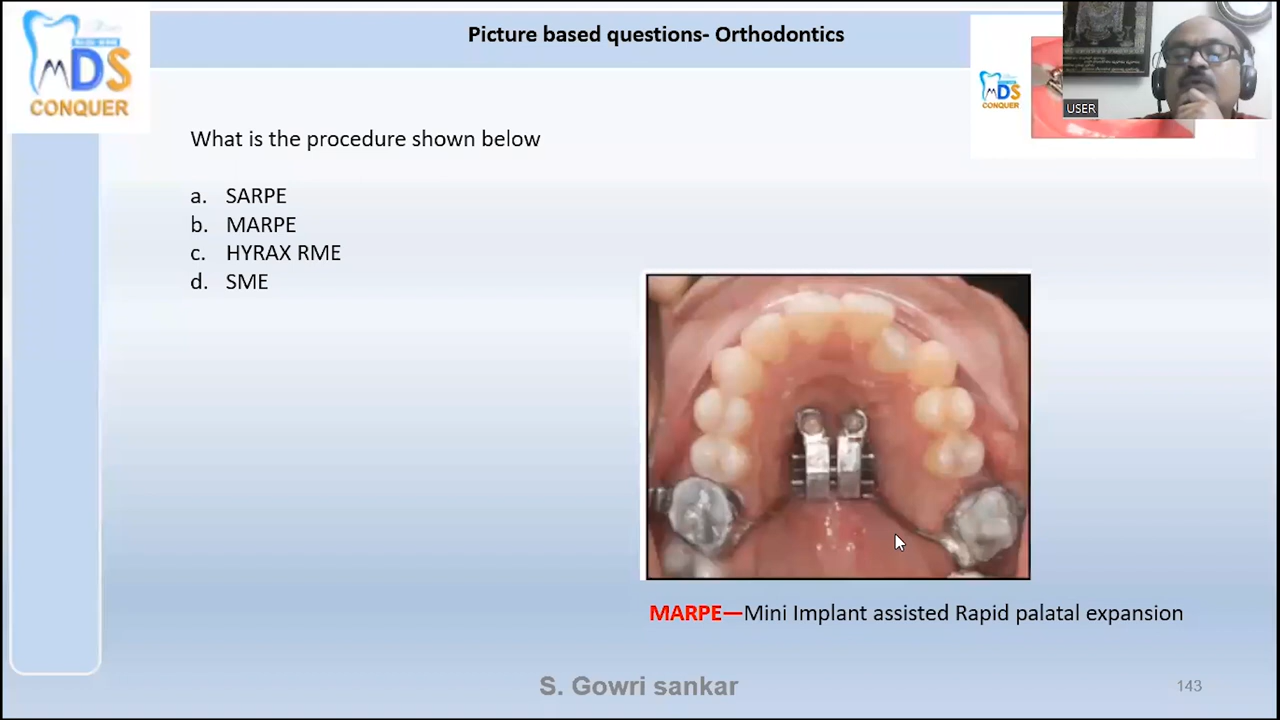 Picture based questions- Orthodontics
MDS
CONQUER
MDS
CONQUER
USER
What is the procedure shown below
a. SARPE
b. MARPE
c. HYRAX RME
d. SME
MARPE—Mini Implant assisted Rapid palatal expansion
S. Gowri sankar
143